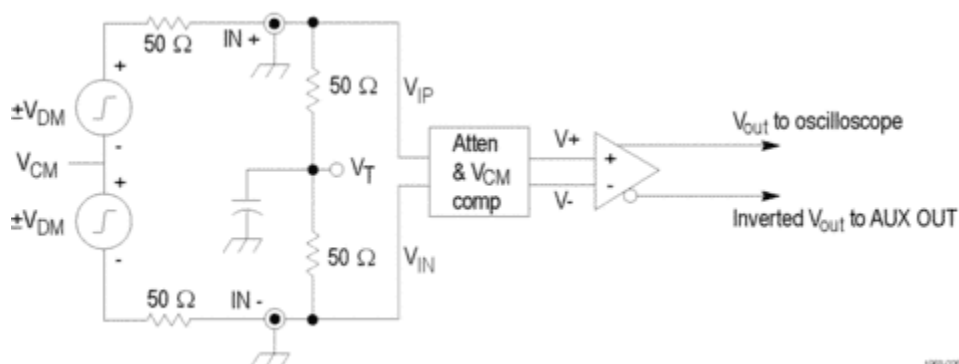 50 Ω
IN +
+
50 Ω
V_IP
±V_DM
-
V_CM
+
±V_DM
-
V_T
Atten
& V_CM
comp
V+
V-
+
-
V_out to oscilloscope
Inverted V_out to AUX OUT
50 Ω
V_IN
50 Ω
IN -